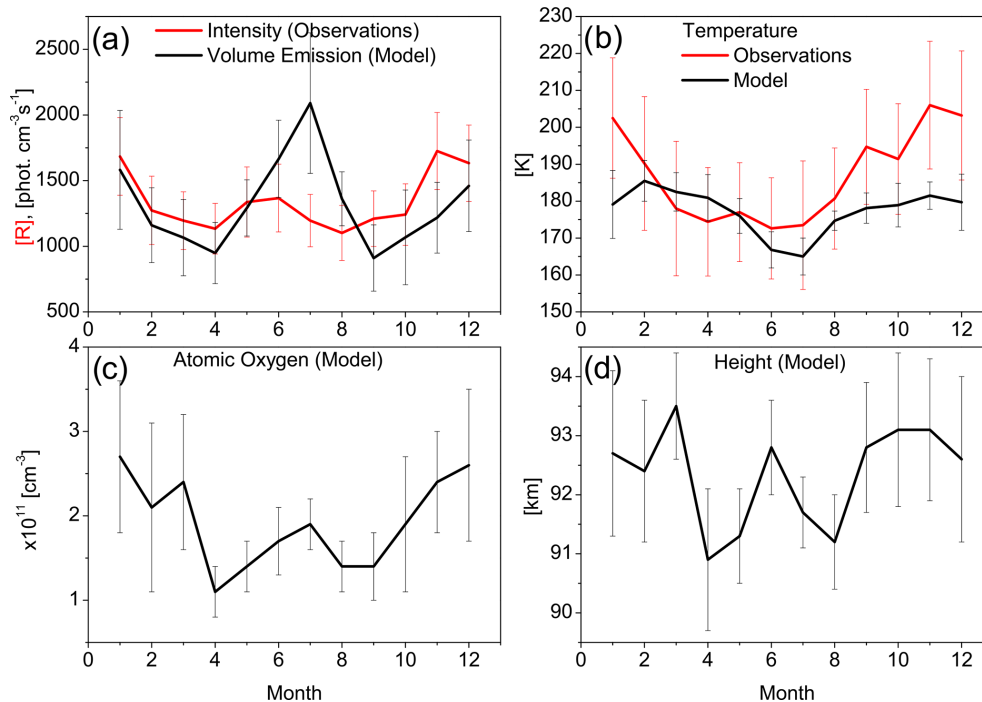 (a)
Intensity (Observations)
Volume Emission (Model)
[R], [phot. cm⁻³s⁻¹]
2500
2000
1500
1000
500
0 2 4 6 8 10 12
(b)
Temperature
Observations
Model
[K]
230
220
210
200
190
180
170
160
150
0 2 4 6 8 10 12
(c)
Atomic Oxygen (Model)
x10¹¹ [cm⁻³]
4
3
2
1
0 2 4 6 8 10 12
Month
(d)
Height (Model)
[km]
94
93
92
91
90
0 2 4 6 8 10 12
Month